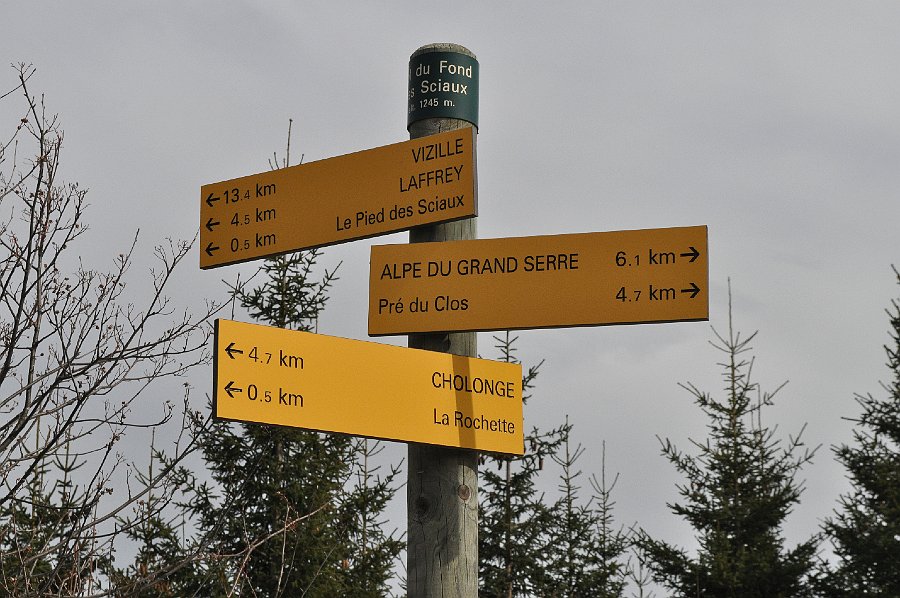 du Fond
Sciaux
1245 m.
← 13.4 km VIZILLE
← 4.5 km LAFFREY
← 0.5 km Le Pied des Sciaux
ALPE DU GRAND SERRE 6.1 km →
Pré du Clos 4.7 km →
← 4.7 km CHOLONGE
← 0.5 km La Rochette